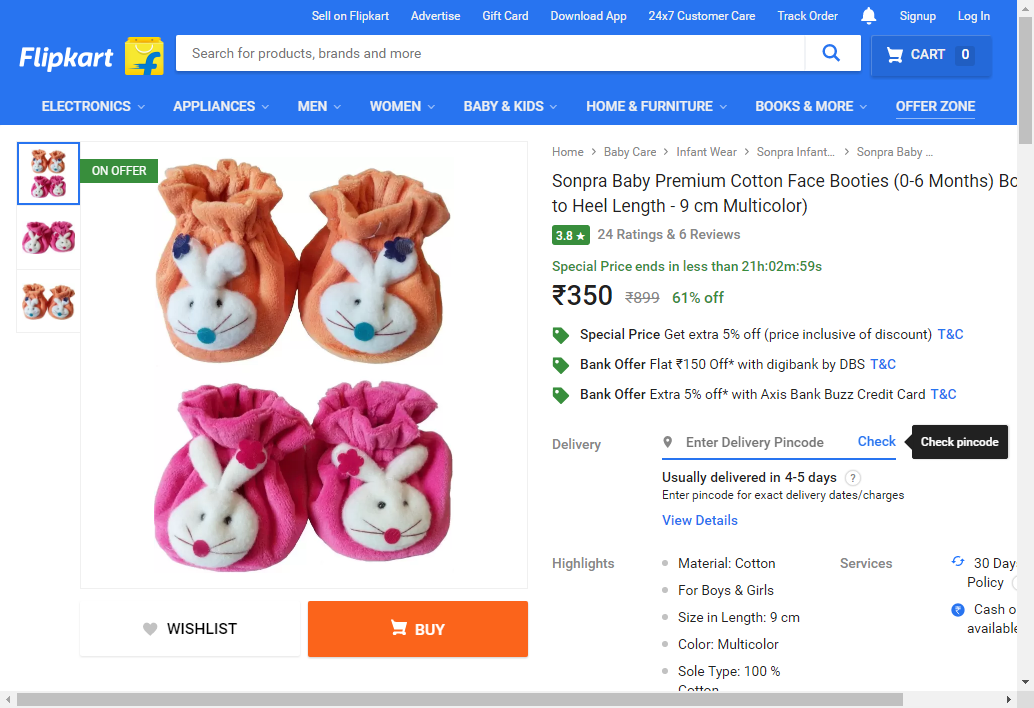 Sell on Flipkart Advertise Gift Card Download App 24x7 Customer Care Track Order Signup Log In
Flipkart
Search for products, brands and more
CART 0
ELECTRONICS APPLIANCES MEN WOMEN BABY & KIDS HOME & FURNITURE BOOKS & MORE OFFER ZONE
ON OFFER
Home > Baby Care > Infant Wear > Sonpra Infant... > Sonpra Baby ...
Sonpra Baby Premium Cotton Face Booties (0-6 Months) Bo
to Heel Length - 9 cm Multicolor)
3.8 ★ 24 Ratings & 6 Reviews
Special Price ends in less than 21h:02m:59s
₹350 ₹899 61% off
Special Price Get extra 5% off (price inclusive of discount) T&C
Bank Offer Flat ₹150 Off* with digibank by DBS T&C
Bank Offer Extra 5% off* with Axis Bank Buzz Credit Card T&C
Delivery Enter Delivery Pincode Check Check pincode
Usually delivered in 4-5 days ?
Enter pincode for exact delivery dates/charges
View Details
Highlights
Material: Cotton
For Boys & Girls
Size in Length: 9 cm
Color: Multicolor
Sole Type: 100 %
Cotton
Services
30 Day
Policy
Cash o
available
WISHLIST
BUY